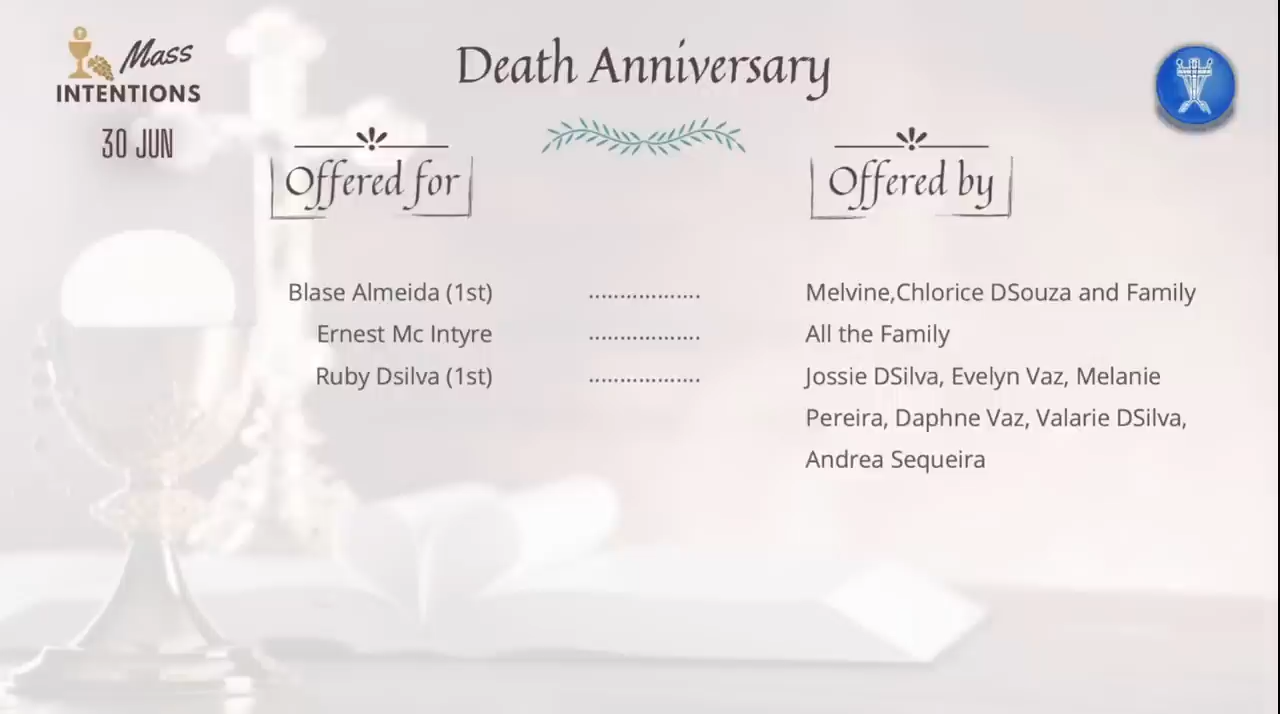 Mass
INTENTIONS
30 JUN
Death Anniversary
Offered for
Offered by
Blase Almeida (1st) .................. Melvine,Chlorice DSouza and Family
Ernest Mc Intyre .................. All the Family
Ruby Dsilva (1st) .................. Jossie DSilva, Evelyn Vaz, Melanie
Pereira, Daphne Vaz, Valarie DSilva,
Andrea Sequeira